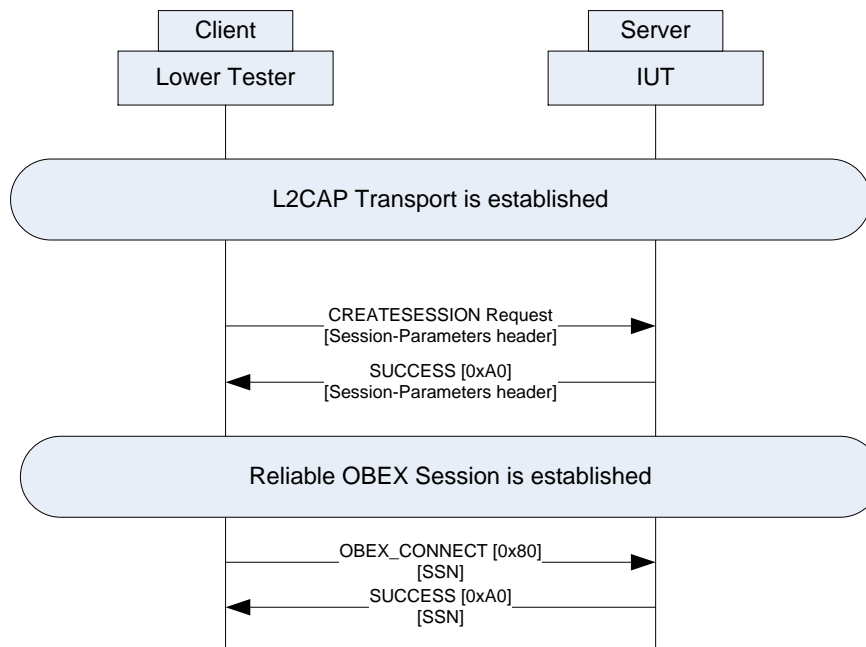 Client
Server
Lower Tester
IUT
L2CAP Transport is established
CREATESESSION Request
[Session-Parameters header]
SUCCESS [0xA0]
[Session-Parameters header]
Reliable OBEX Session is established
OBEX_CONNECT [0x80]
[SSN]
SUCCESS [0xA0]
[SSN]